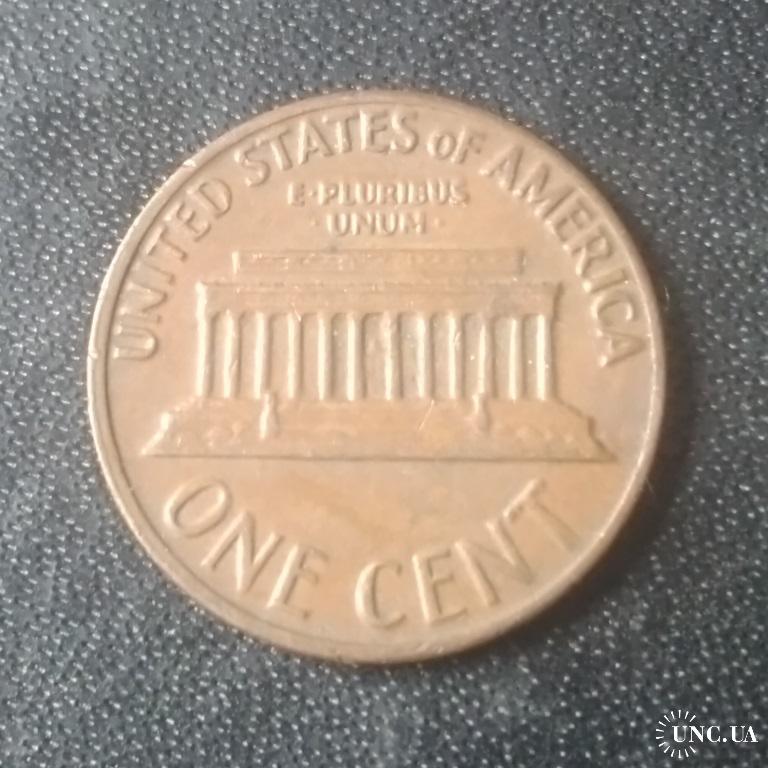 UNITED STATES OF AMERICA
E·PLURIBUS
·UNUM·
ONE CENT
UNC.UA